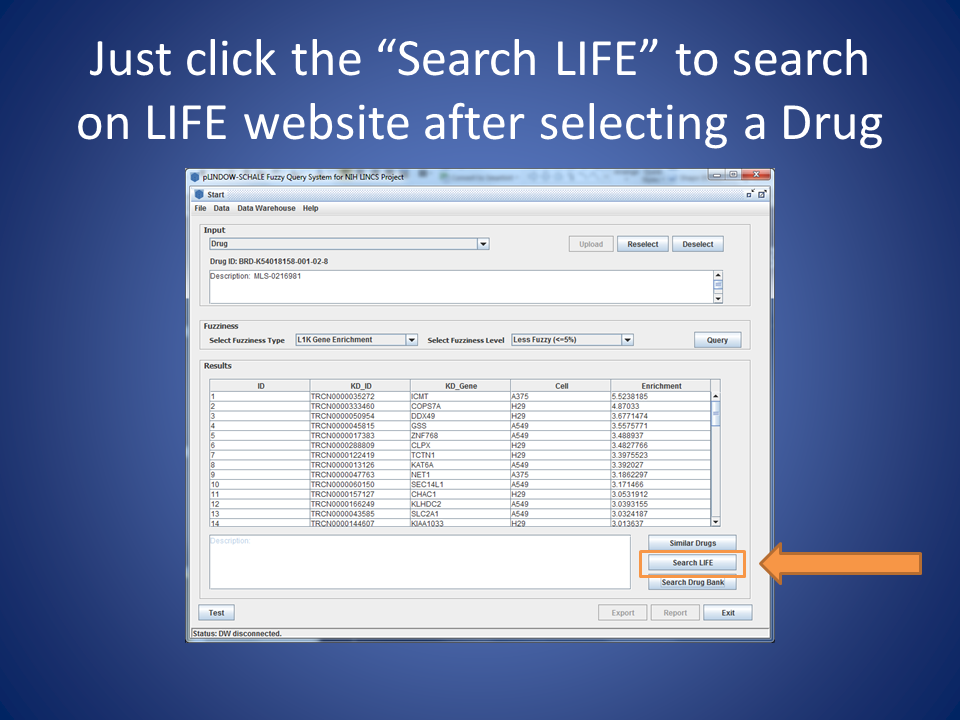 Just click the “Search LIFE” to search
on LIFE website after selecting a Drug
pLINDOW-SCHALE Fuzzy Query System for NIH LINCS Project
Start
File Data Data Warehouse Help
Input
Drug
Upload Reselect Deselect
Drug ID: BRD-K54018158-001-02-8
Description: MLS-0216981
Fuzziness
Select Fuzziness Type L1K Gene Enrichment Select Fuzziness Level Less Fuzzy (<=5%) Query
Results
ID KD_ID KD_Gene Cell Enrichment
1 TRCN0000035272 ICMT A375 5.5238185
2 TRCN0000333460 COPS7A H29 4.87033
3 TRCN0000050954 DDX49 H29 3.6771474
4 TRCN0000045815 GSS A549 3.5575771
5 TRCN0000017383 ZNF768 A549 3.488937
6 TRCN0000288809 CLPX H29 3.4827766
7 TRCN0000122419 TCTN1 H29 3.3975523
8 TRCN0000013126 KAT6A A549 3.392027
9 TRCN0000047763 NET1 A375 3.1862297
10 TRCN0000060150 SEC14L1 A549 3.171466
11 TRCN0000157127 CHAC1 H29 3.0531912
12 TRCN0000166249 KLHDC2 A549 3.0393155
13 TRCN0000043585 SLC2A1 A549 3.0324187
14 TRCN0000144607 KIAA1033 H29 3.013637
Description:
Similar Drugs
Search LIFE
Search Drug Bank
Test Export Report Exit
Status: DW disconnected.